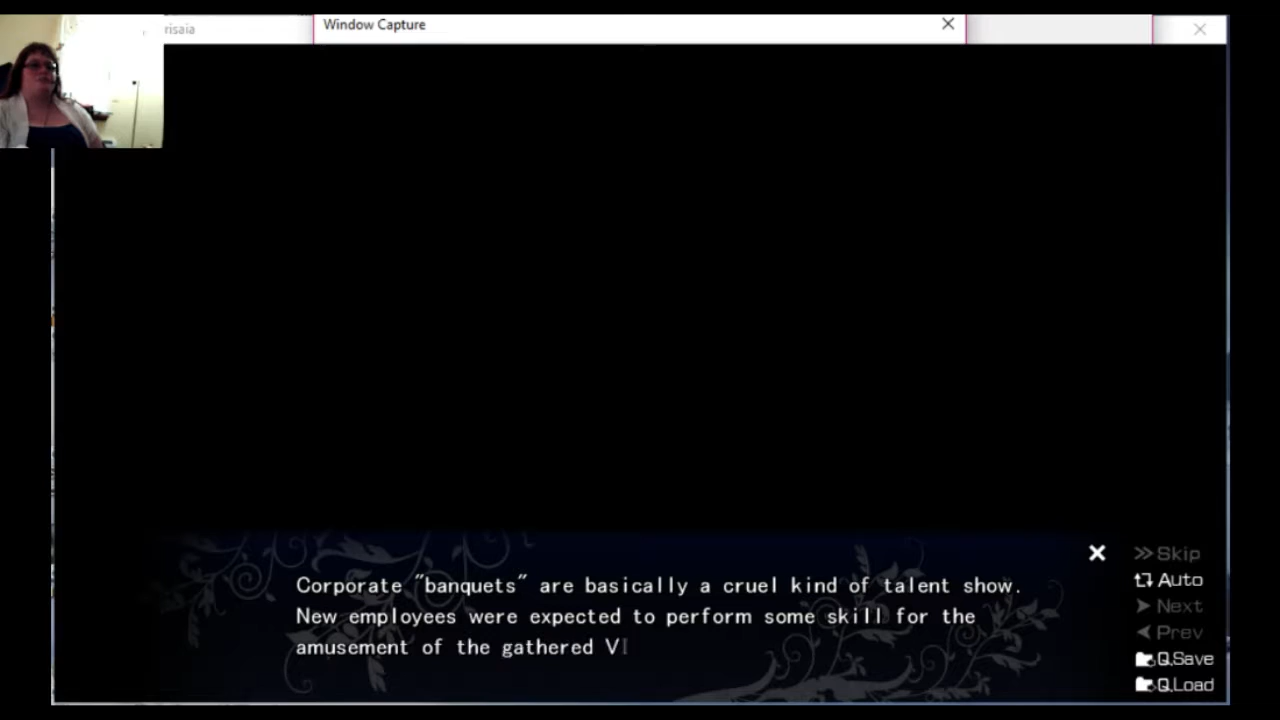 risaia
Window Capture
Corporate "banquets" are basically a cruel kind of talent show.
New employees were expected to perform some skill for the
amusement of the gathered V
Skip
Auto
Next
Prev
Q.Save
Q.Load